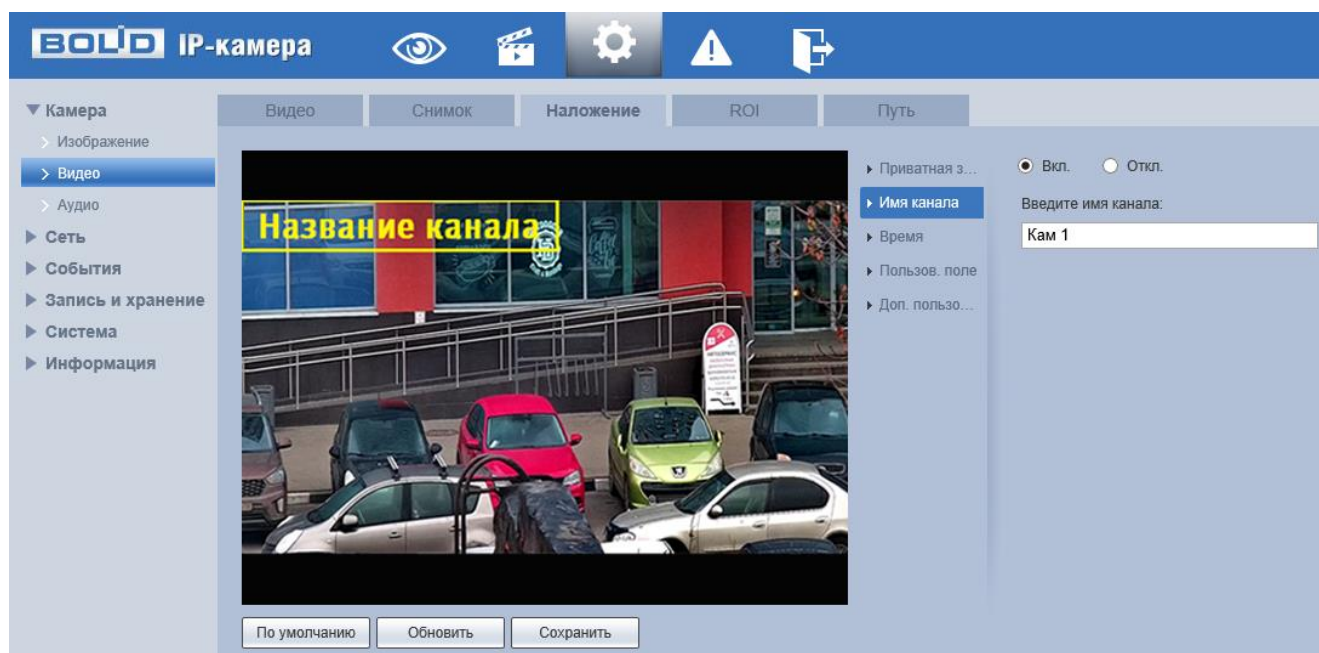 BOLID IP-камера
Камера
Изображение
Видео
Аудио
Сеть
События
Запись и хранение
Система
Информация
Видео Снимок Наложение ROI Путь
Название канала
АВТОСЕРВИС
Приватная з...
Имя канала
Время
Пользов. поле
Доп. пользо...
Вкл. Откл.
Введите имя канала:
Кам 1
По умолчанию Обновить Сохранить